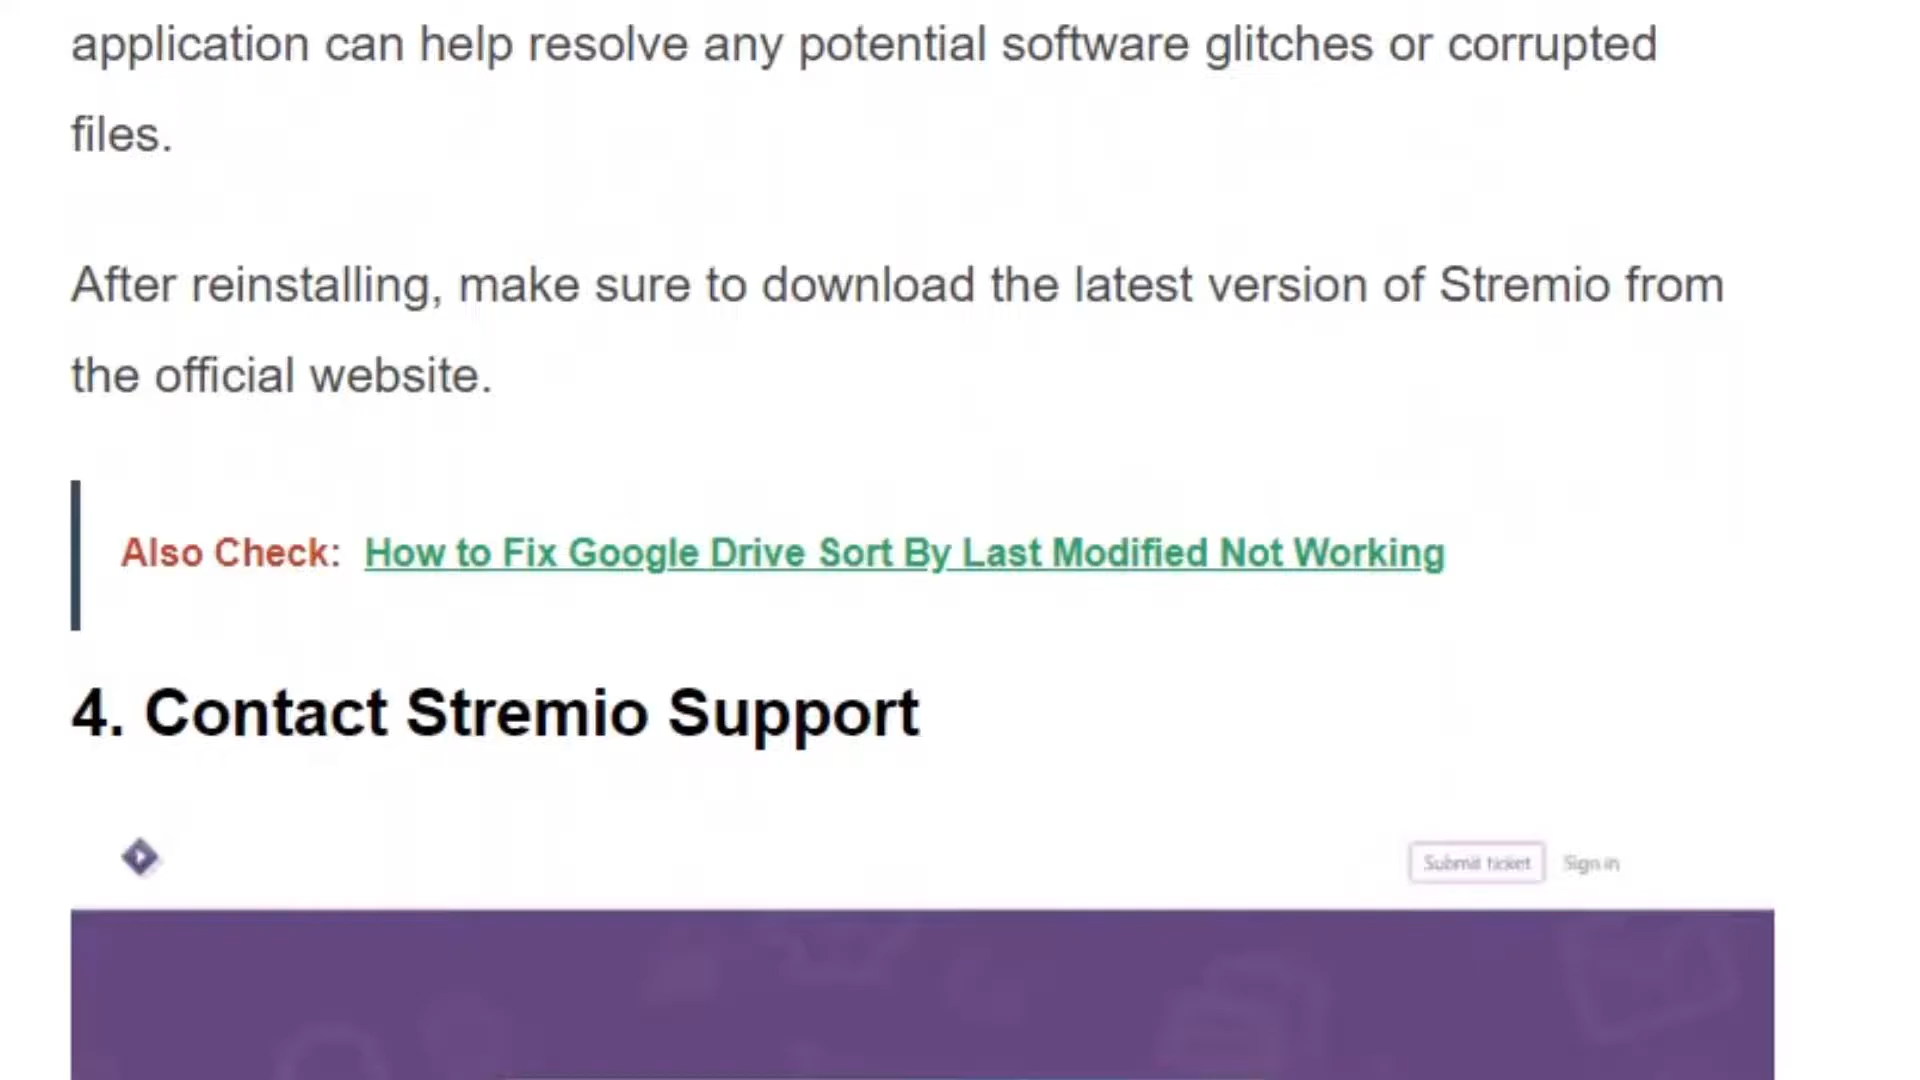 application can help resolve any potential software glitches or corrupted
files.
After reinstalling, make sure to download the latest version of Stremio from
the official website.
Also Check: How to Fix Google Drive Sort By Last Modified Not Working
4. Contact Stremio Support
Submit ticket Sign in